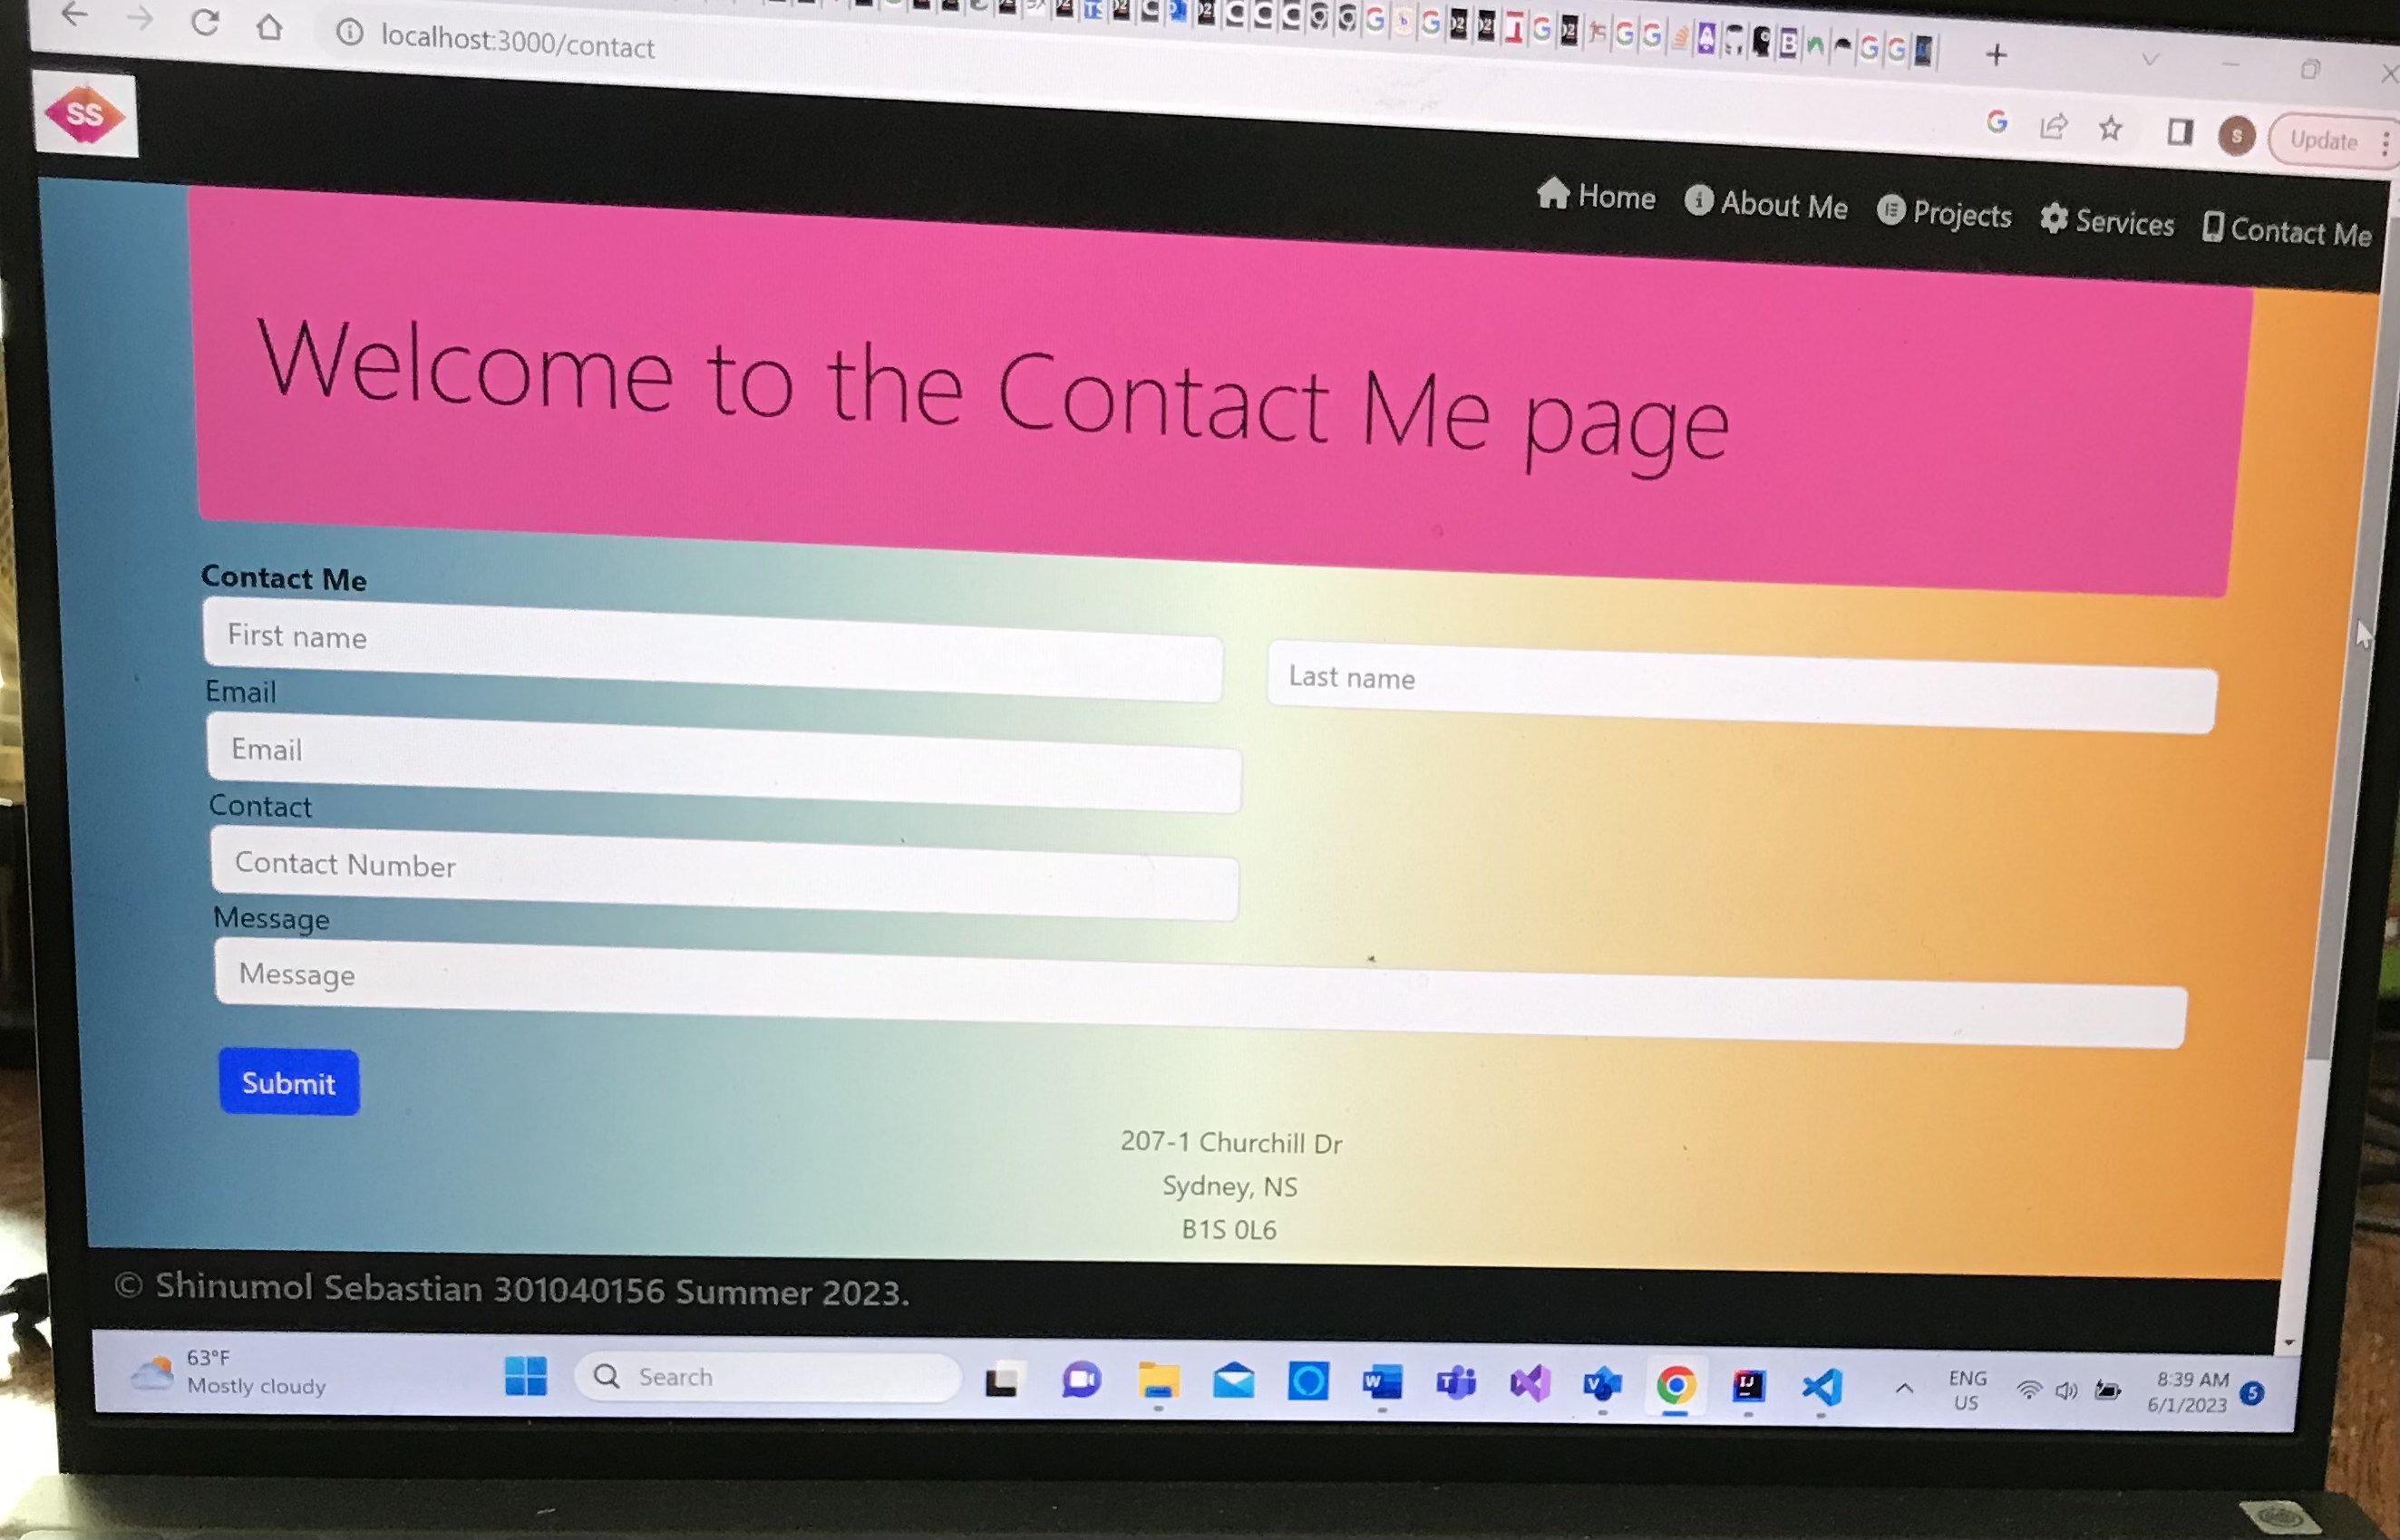 localhost:3000/contact
Update
SS
Home About Me Projects Services Contact Me
Welcome to the Contact Me page
Contact Me
First name
Last name
Email
Email
Contact
Contact Number
Message
Message
Submit
207-1 Churchill Dr
Sydney, NS
B1S 0L6
© Shinumol Sebastian 301040156 Summer 2023.
63°F
Mostly cloudy
Search
ENG
US
8:39 AM
6/1/2023
5